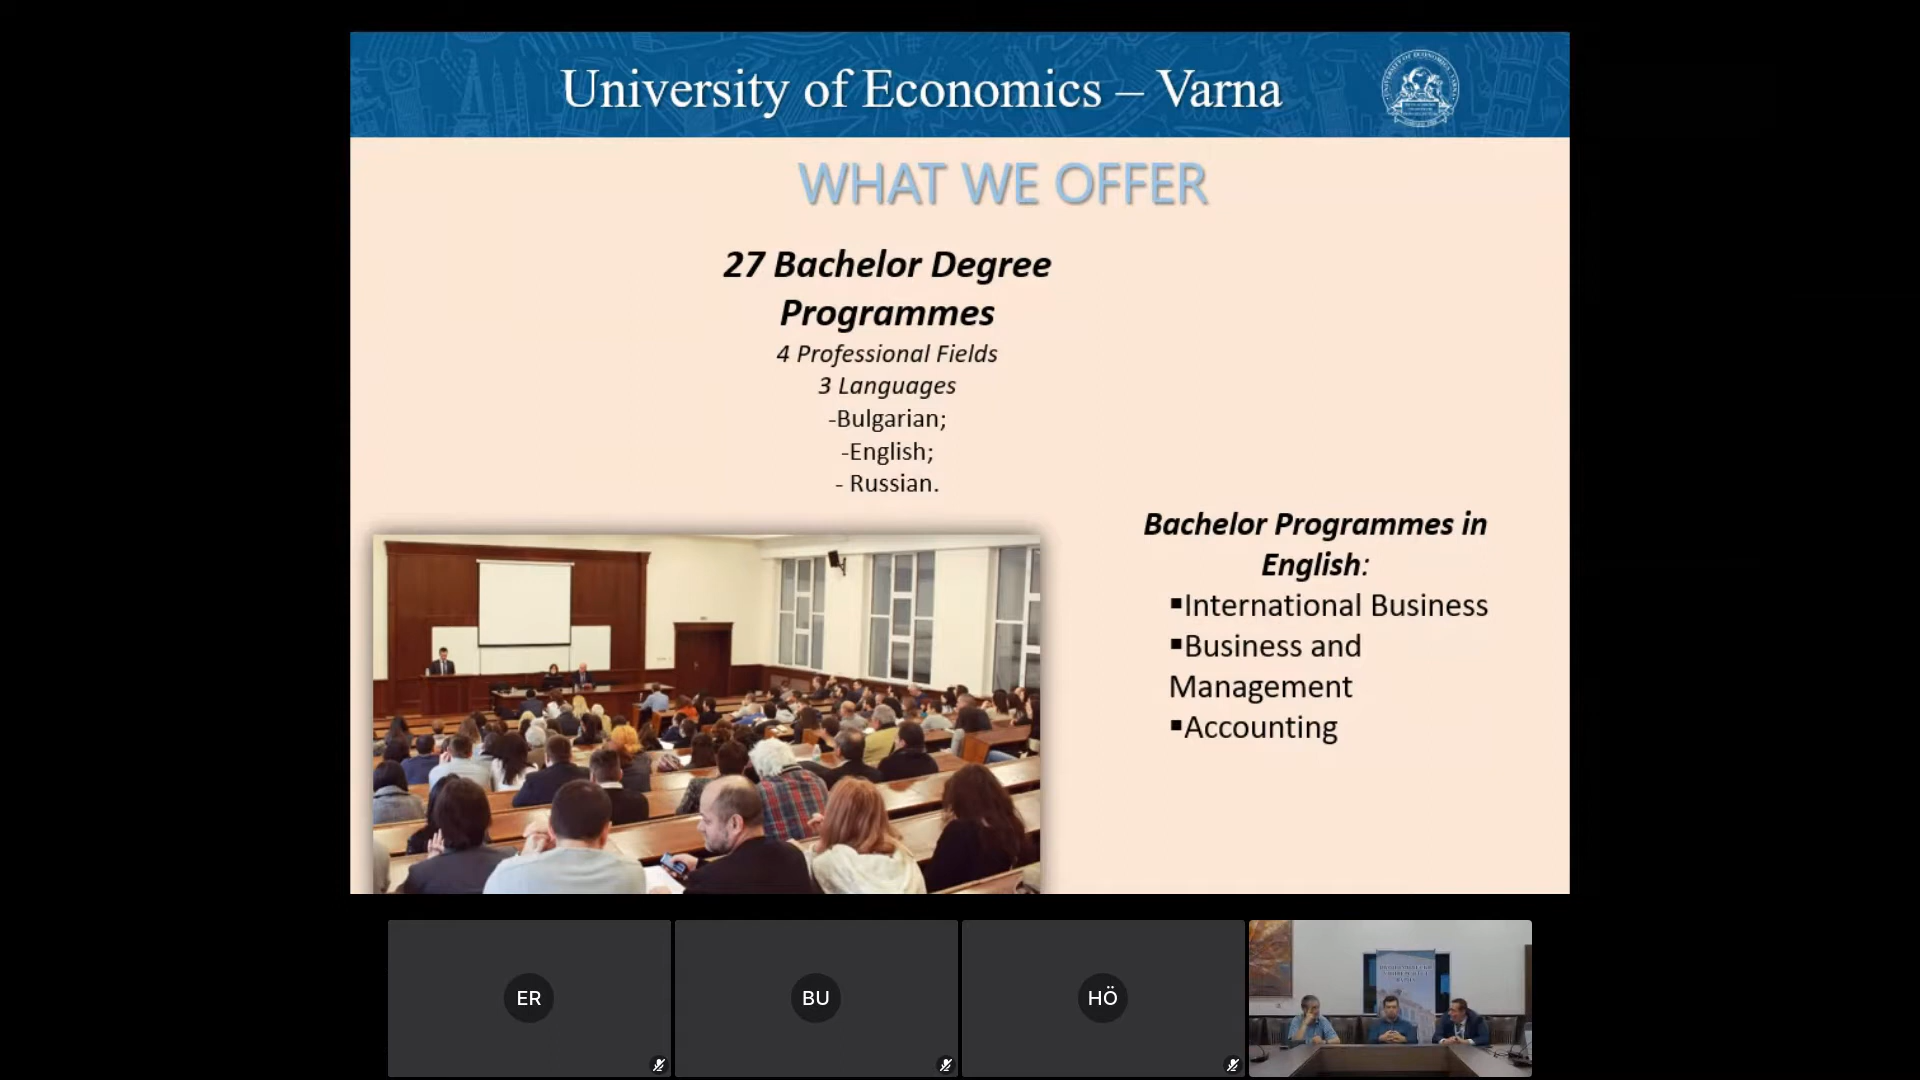 University of Economics – Varna
WHAT WE OFFER
27 Bachelor Degree
Programmes
4 Professional Fields
3 Languages
-Bulgarian;
-English;
- Russian.
Bachelor Programmes in
English:
▪International Business
▪Business and
Management
▪Accounting
ER
BU
HÖ